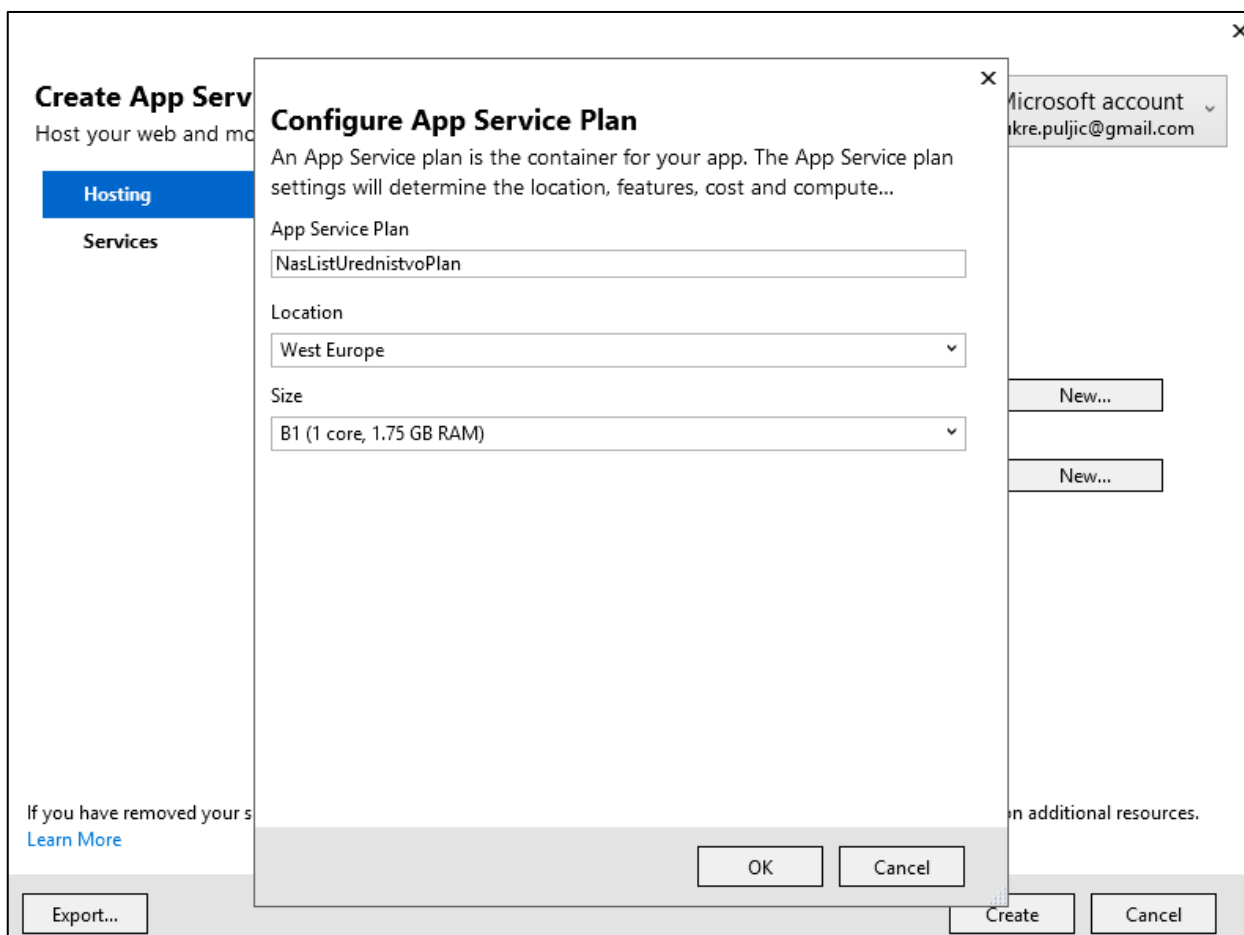 Create App Serv
Host your web and mo
Microsoft account
ukre.puljic@gmail.com
Hosting
Services
Configure App Service Plan
An App Service plan is the container for your app. The App Service plan
settings will determine the location, features, cost and compute...
App Service Plan
NasListUrednistvoPlan
Location
West Europe
Size
B1 (1 core, 1.75 GB RAM)
New...
New...
If you have removed your s
on additional resources.
Learn More
OK
Cancel
Export...
Create
Cancel